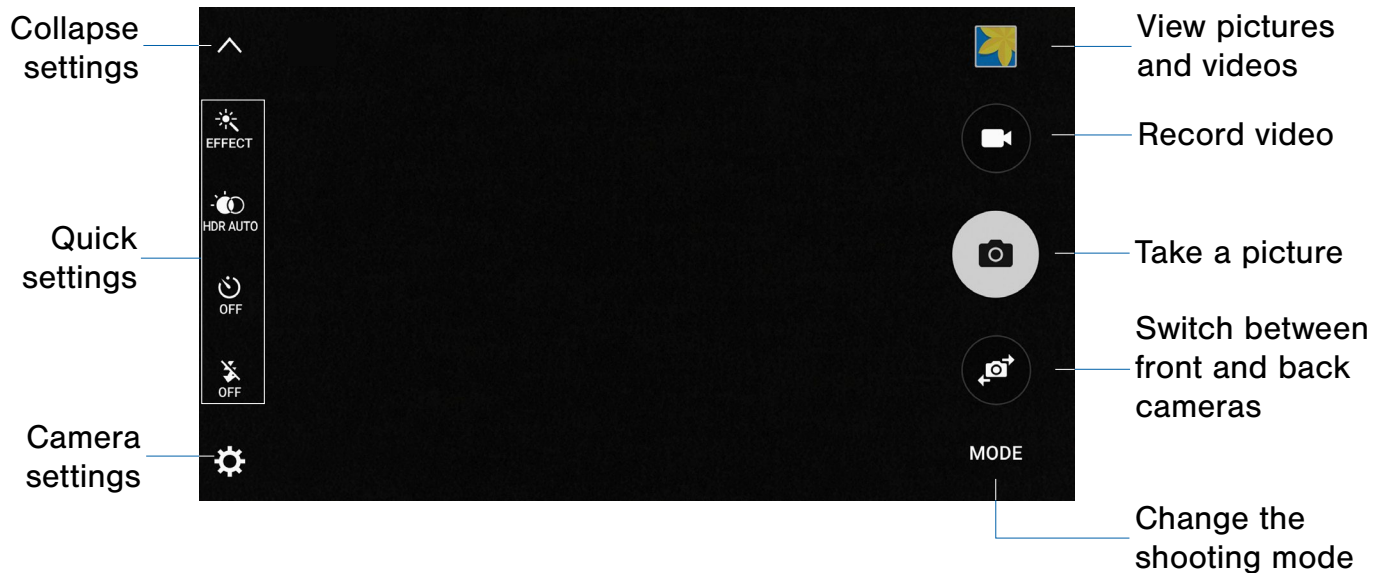 Collapse
settings
EFFECT
HDR AUTO
Quick
settings
OFF
OFF
Camera
settings
View pictures
and videos
Record video
Take a picture
Switch between
front and back
cameras
MODE
Change the
shooting mode